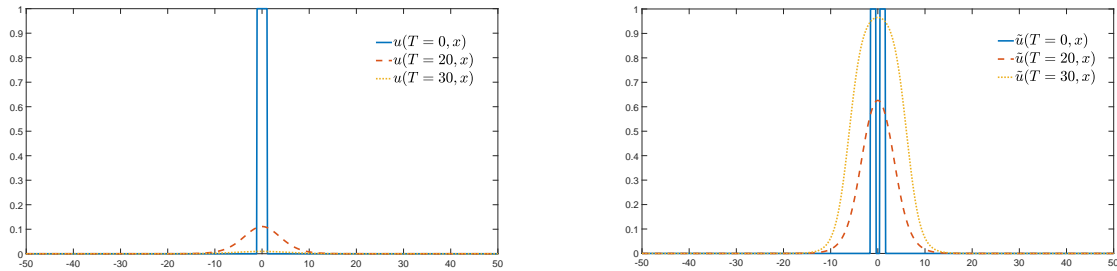 1
0.9
0.8
0.7
0.6
0.5
0.4
0.3
0.2
0.1
0
-50 -40 -30 -20 -10 0 10 20 30 40 50
u(T = 0, x)
u(T = 20, x)
u(T = 30, x)
1
0.9
0.8
0.7
0.6
0.5
0.4
0.3
0.2
0.1
0
-50 -40 -30 -20 -10 0 10 20 30 40 50
ũ(T = 0, x)
ũ(T = 20, x)
ũ(T = 30, x)